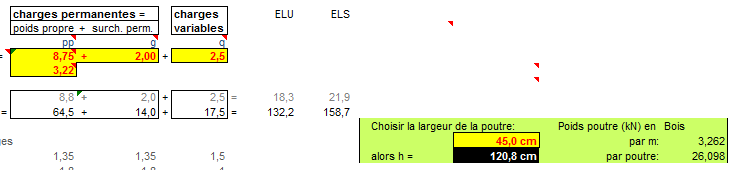 charges permanentes = charges ELU ELS
poids propre + surch. perm. variables
pp g q
= 8,75 + 2,00 + 2,5
3,22
8,8 + 2,0 + 2,5 = 18,3 21,9
= 64,5 + 14,0 + 17,5 = 132,2 158,7
Choisir la largeur de la poutre: Poids poutre (kN) en Bois
45,0 cm par m: 3,262
alors h = 120,8 cm par poutre: 26,098
ges
1,35 1,35 1,5